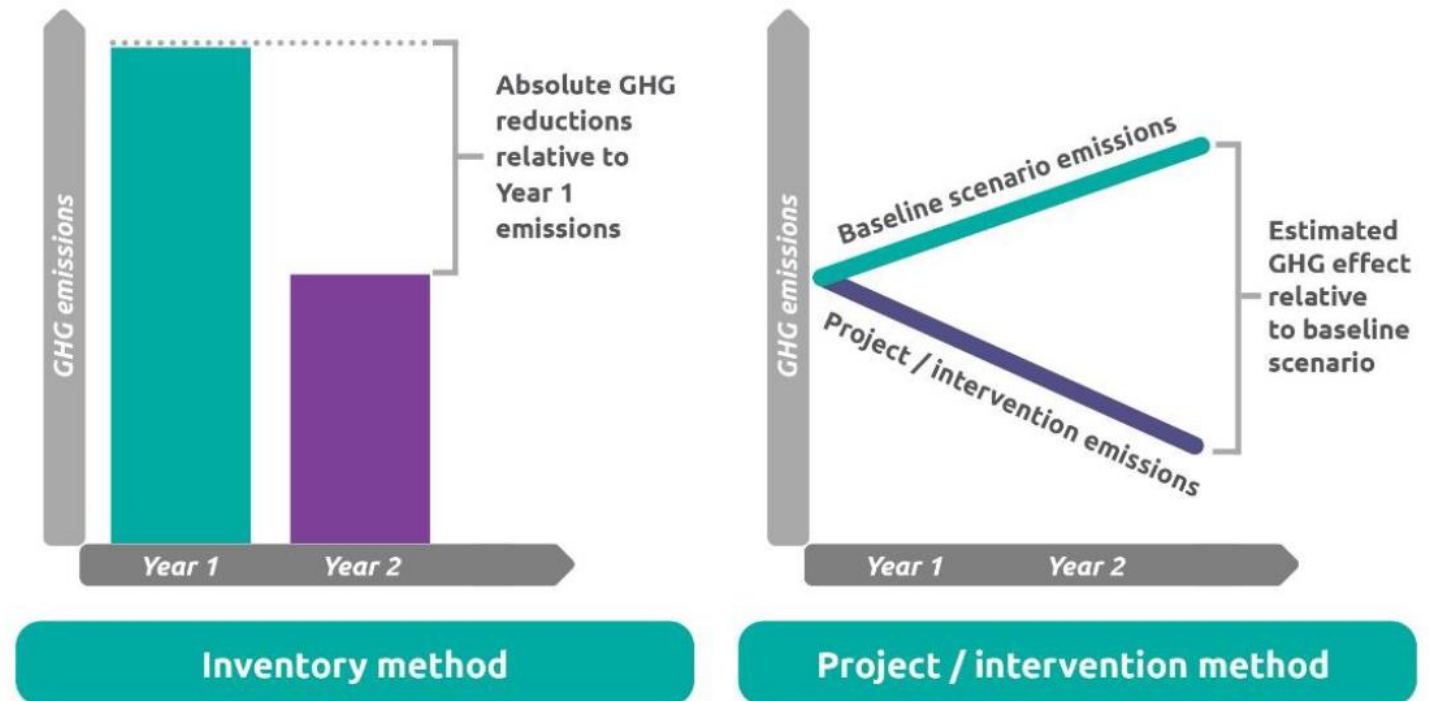 GHG emissions
Absolute GHG
reductions
relative to
Year 1
emissions
Year 1
Year 2
Inventory method
GHG emissions
Baseline scenario emissions
Project / intervention emissions
Estimated
GHG effect
relative
to baseline
scenario
Year 1
Year 2
Project / intervention method